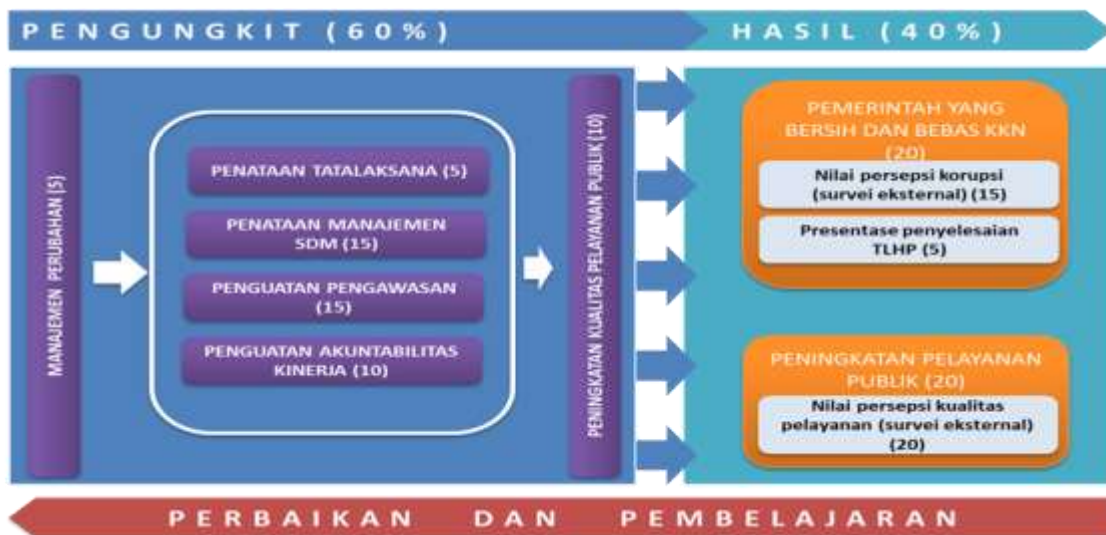 PENGUNGKIT (60%)
HASIL (40%)
MANAJEMEN PERUBAHAN (5)
PENATAAN TATALAKSANA (5)
PENATAAN MANAJEMEN
SDM (15)
PENGUATAN PENGAWASAN
(15)
PENGUATAN AKUNTABILITAS
KINERJA (10)
PENINGKATAN KUALITAS PELAYANAN PUBLIK (10)
PEMERINTAH YANG
BERSIH DAN BEBAS KKN
(20)
Nilai persepsi korupsi
(survei eksternal) (15)
Presentase penyelesaian
TLHP (5)
PENINGKATAN PELAYANAN
PUBLIK (20)
Nilai persepsi kualitas
pelayanan (survei eksternal)
(20)
PERBAIKAN DAN PEMBELAJARAN